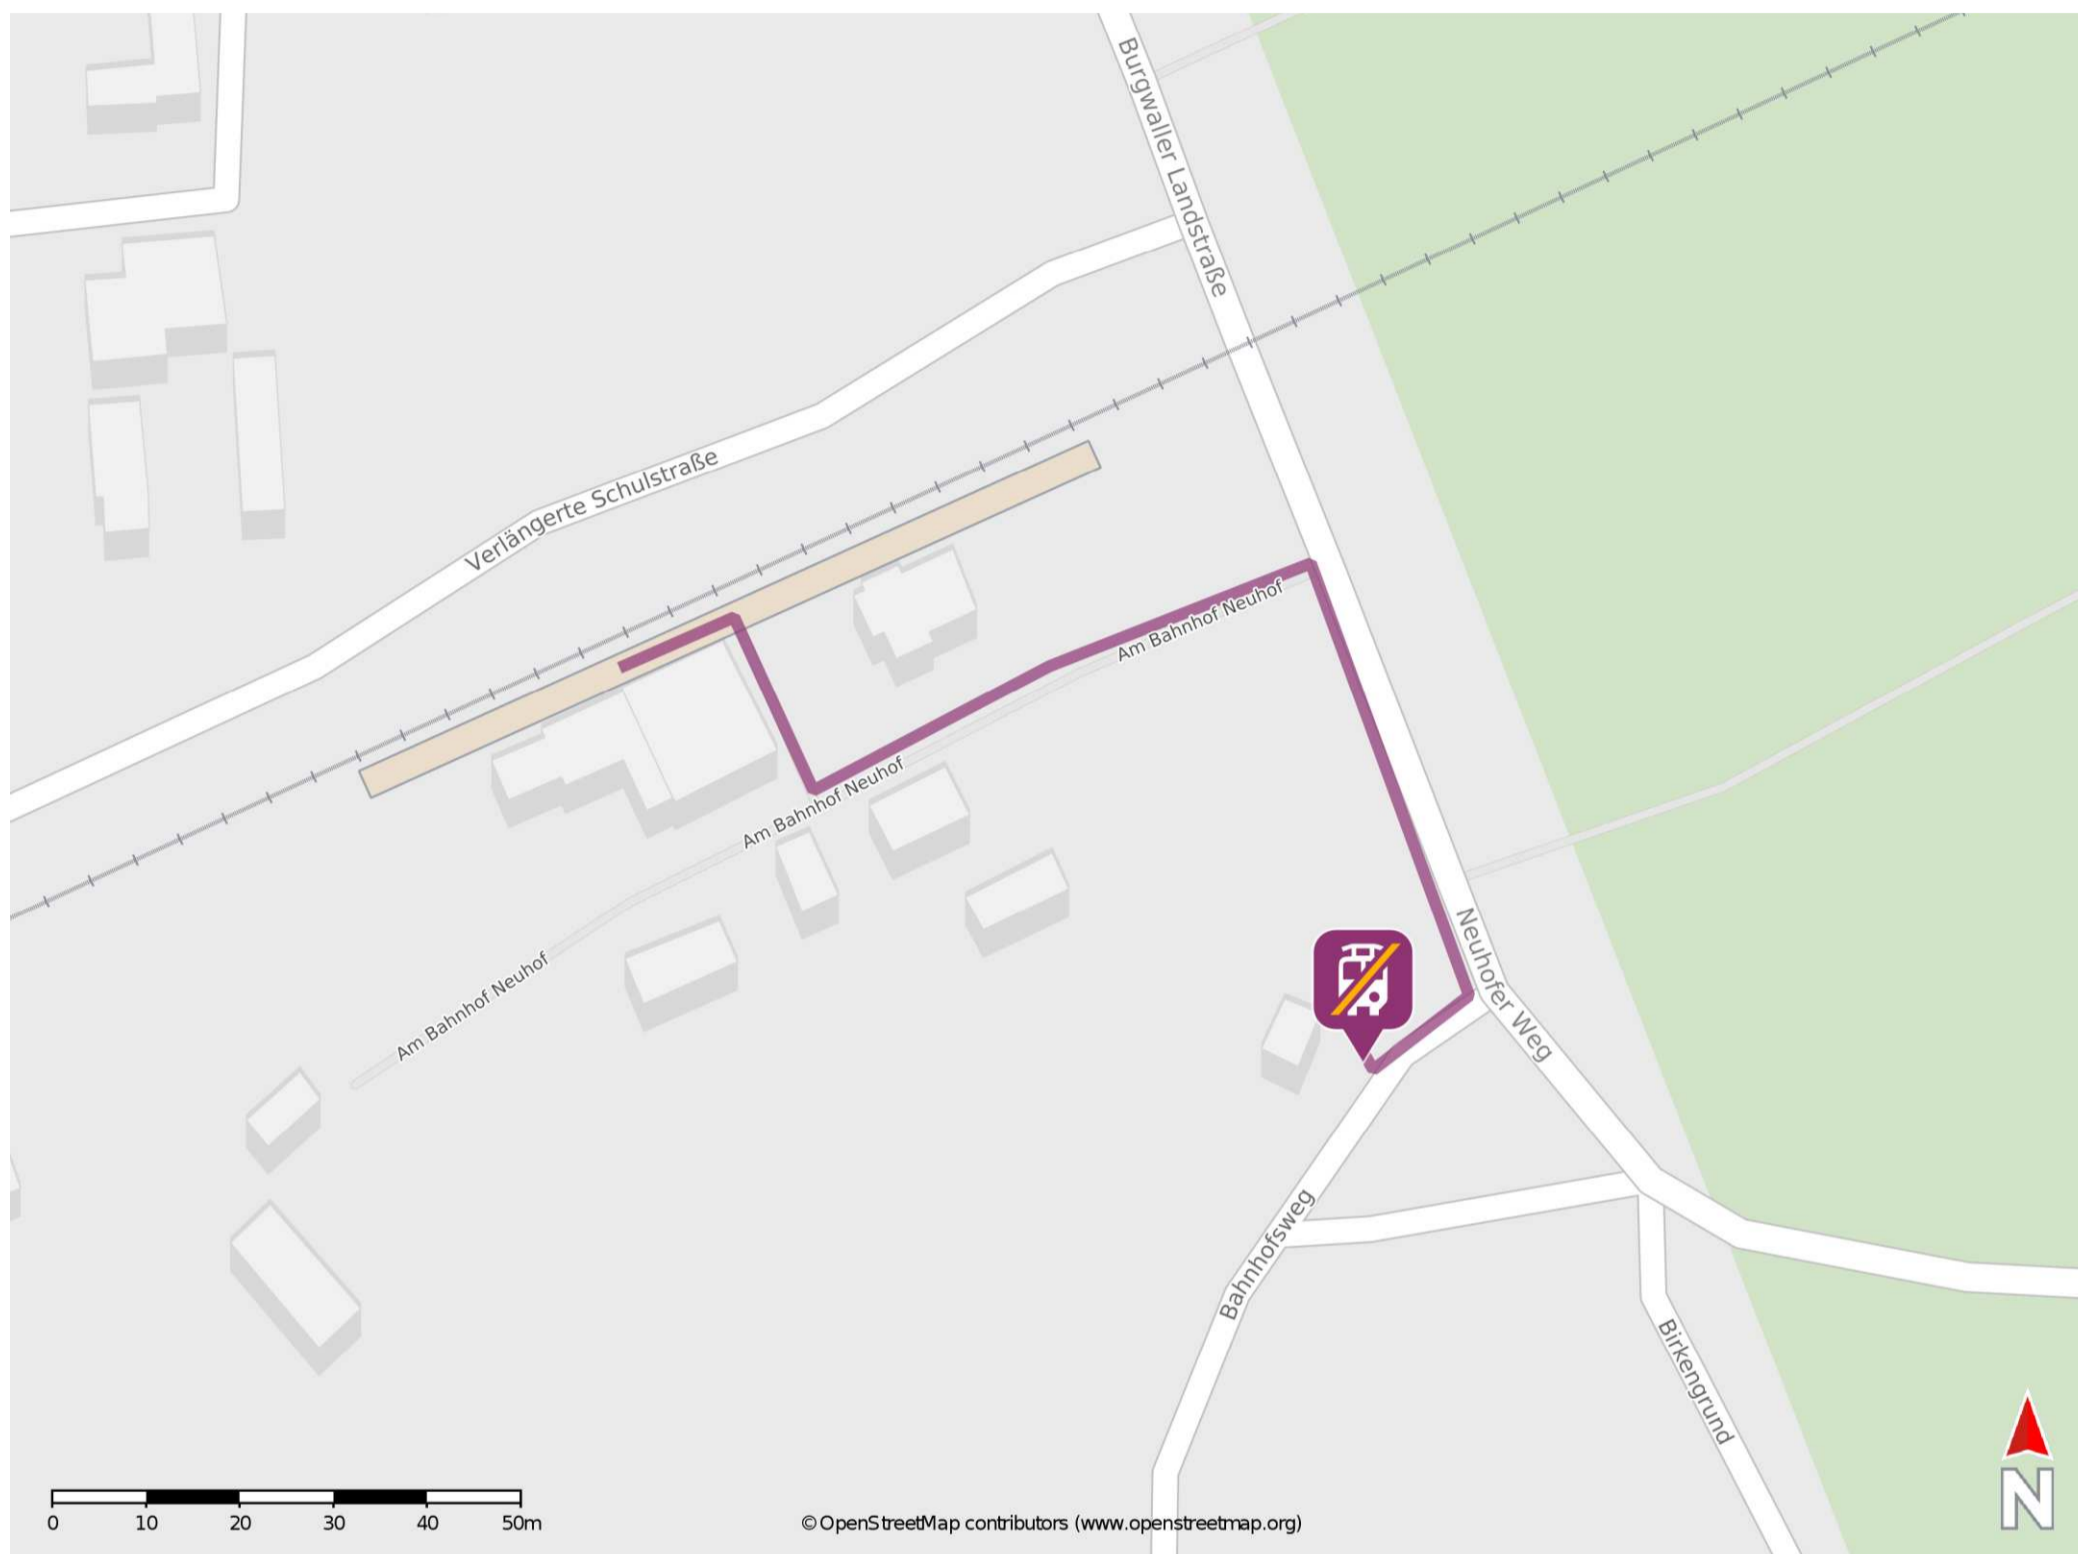 Burgwaller Landstraße
Verlängerte Schulstraße
Am Bahnhof Neuhof
Am Bahnhof Neuhof
Am Bahnhof Neuhof
Neuhofer Weg
Bahnhofsweg
Birkengrund
N
0 10 20 30 40 50m
©OpenStreetMap contributors (www.openstreetmap.org)